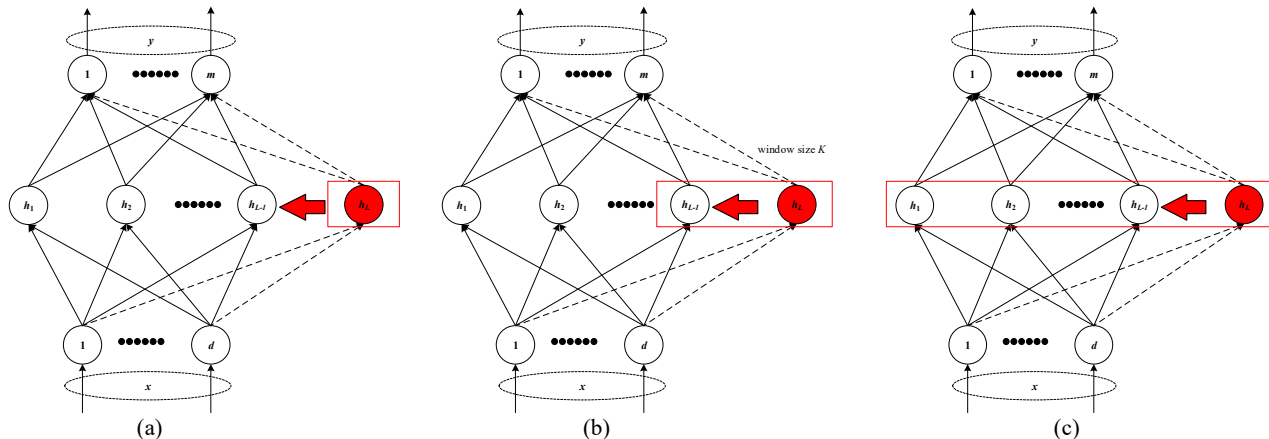 y y y
1 m 1 m 1 m
window size K
h1 h2 hL-1 hL h1 h2 hL-1 hL h1 h2 hL-1 hL
1 d 1 d 1 d
x x x
(a) (b) (c)